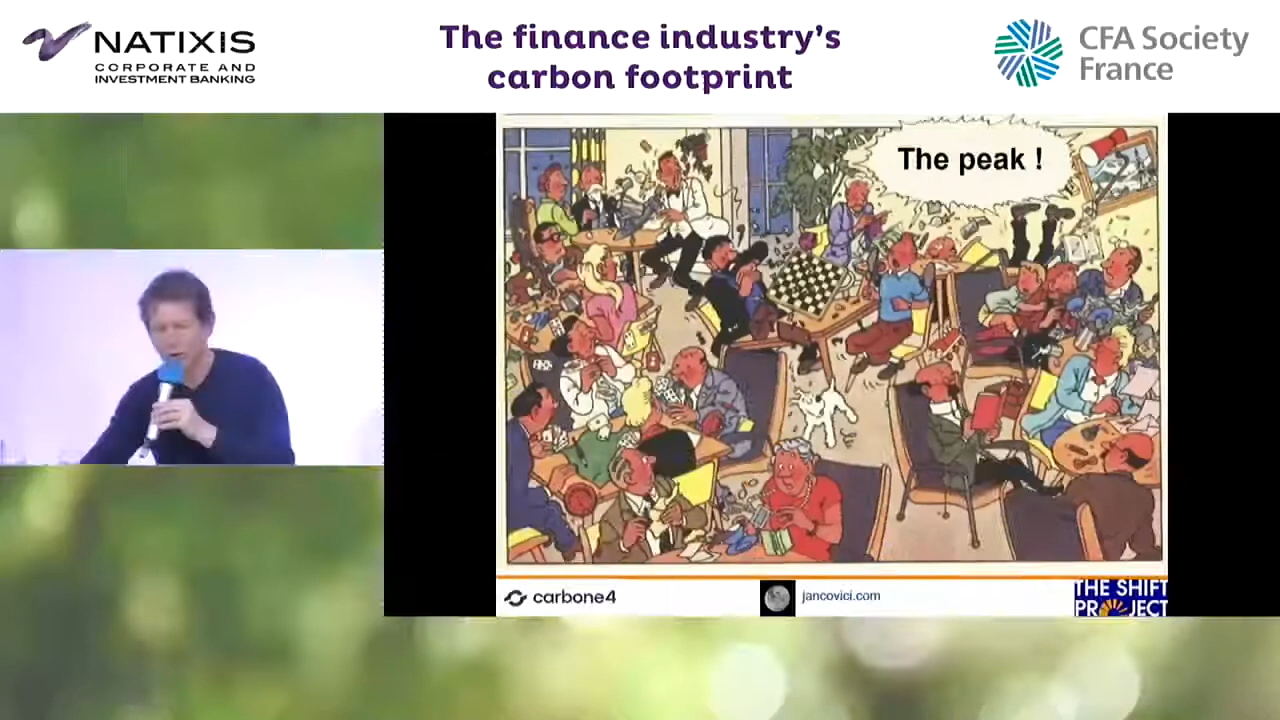 NATIXIS
CORPORATE AND
INVESTMENT BANKING
The finance industry's
carbon footprint
CFA Society
France
The peak !
carbone4
jancovici.com
THE SHIFT
PROJECT